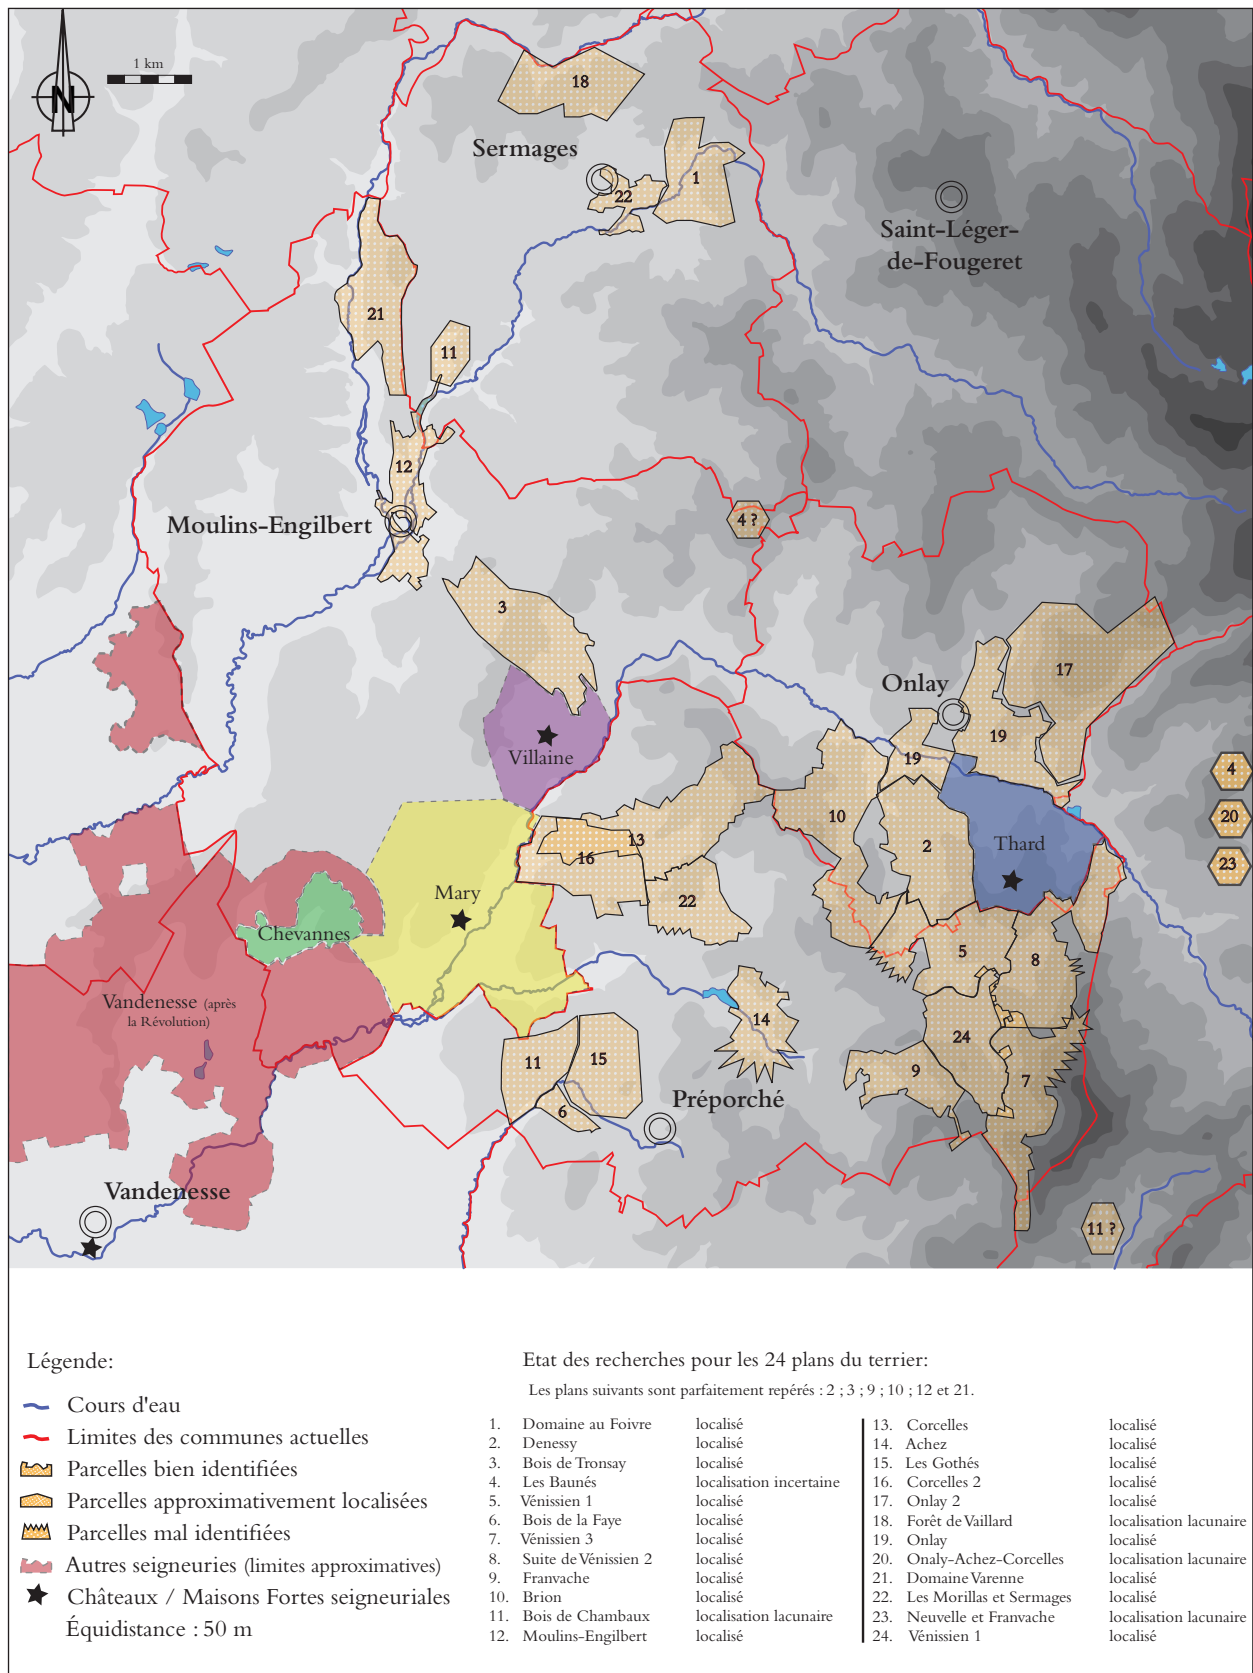 1 km
N
18
Sermages
1
22
Saint-Léger-
de-Fougeret
21
11
12
Moulins-Engilbert
4 ?
3
17
Onlay
19
19
Villaine
4
20
23
10
2
Thard
13
16
22
Mary
Chevannes
5
8
Vandenesse (après
la Révolution)
14
24
11
15
9
7
6
Préporché
Vandenesse
11 ?
Légende:
Cours d'eau
Limites des communes actuelles
Parcelles bien identifiées
Parcelles approximativement localisées
Parcelles mal identifiées
Autres seigneuries (limites approximatives)
Châteaux / Maisons Fortes seigneuriales
Équidistance : 50 m
Etat des recherches pour les 24 plans du terrier:
Les plans suivants sont parfaitement repérés : 2 ; 3 ; 9 ; 10 ; 12 et 21.
1. Domaine au Foivre localisé
2. Denessy localisé
3. Bois de Tronsay localisé
4. Les Baunés localisation incertaine
5. Vénissien 1 localisé
6. Bois de la Faye localisé
7. Vénissien 3 localisé
8. Suite de Vénissien 2 localisé
9. Franvache localisé
10. Brion localisé
11. Bois de Chambaux localisation lacunaire
12. Moulins-Engilbert localisé
13. Corcelles localisé
14. Achez localisé
15. Les Gothés localisé
16. Corcelles 2 localisé
17. Onlay 2 localisé
18. Forêt de Vaillard localisation lacunaire
19. Onlay localisé
20. Onaly-Achez-Corcelles localisation lacunaire
21. Domaine Varenne localisé
22. Les Morillas et Sermages localisé
23. Neuvelle et Franvache localisation lacunaire
24. Vénissien 1 localisé